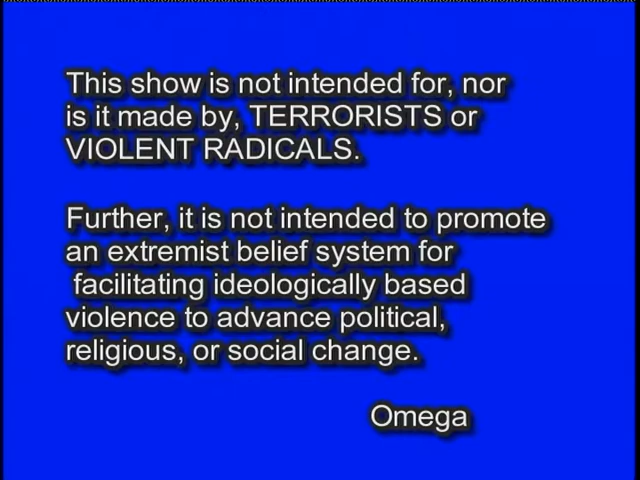 This show is not intended for, nor
is it made by, TERRORISTS or
VIOLENT RADICALS.
Further, it is not intended to promote
an extremist belief system for
facilitating ideologically based
violence to advance political,
religious, or social change.
Omega